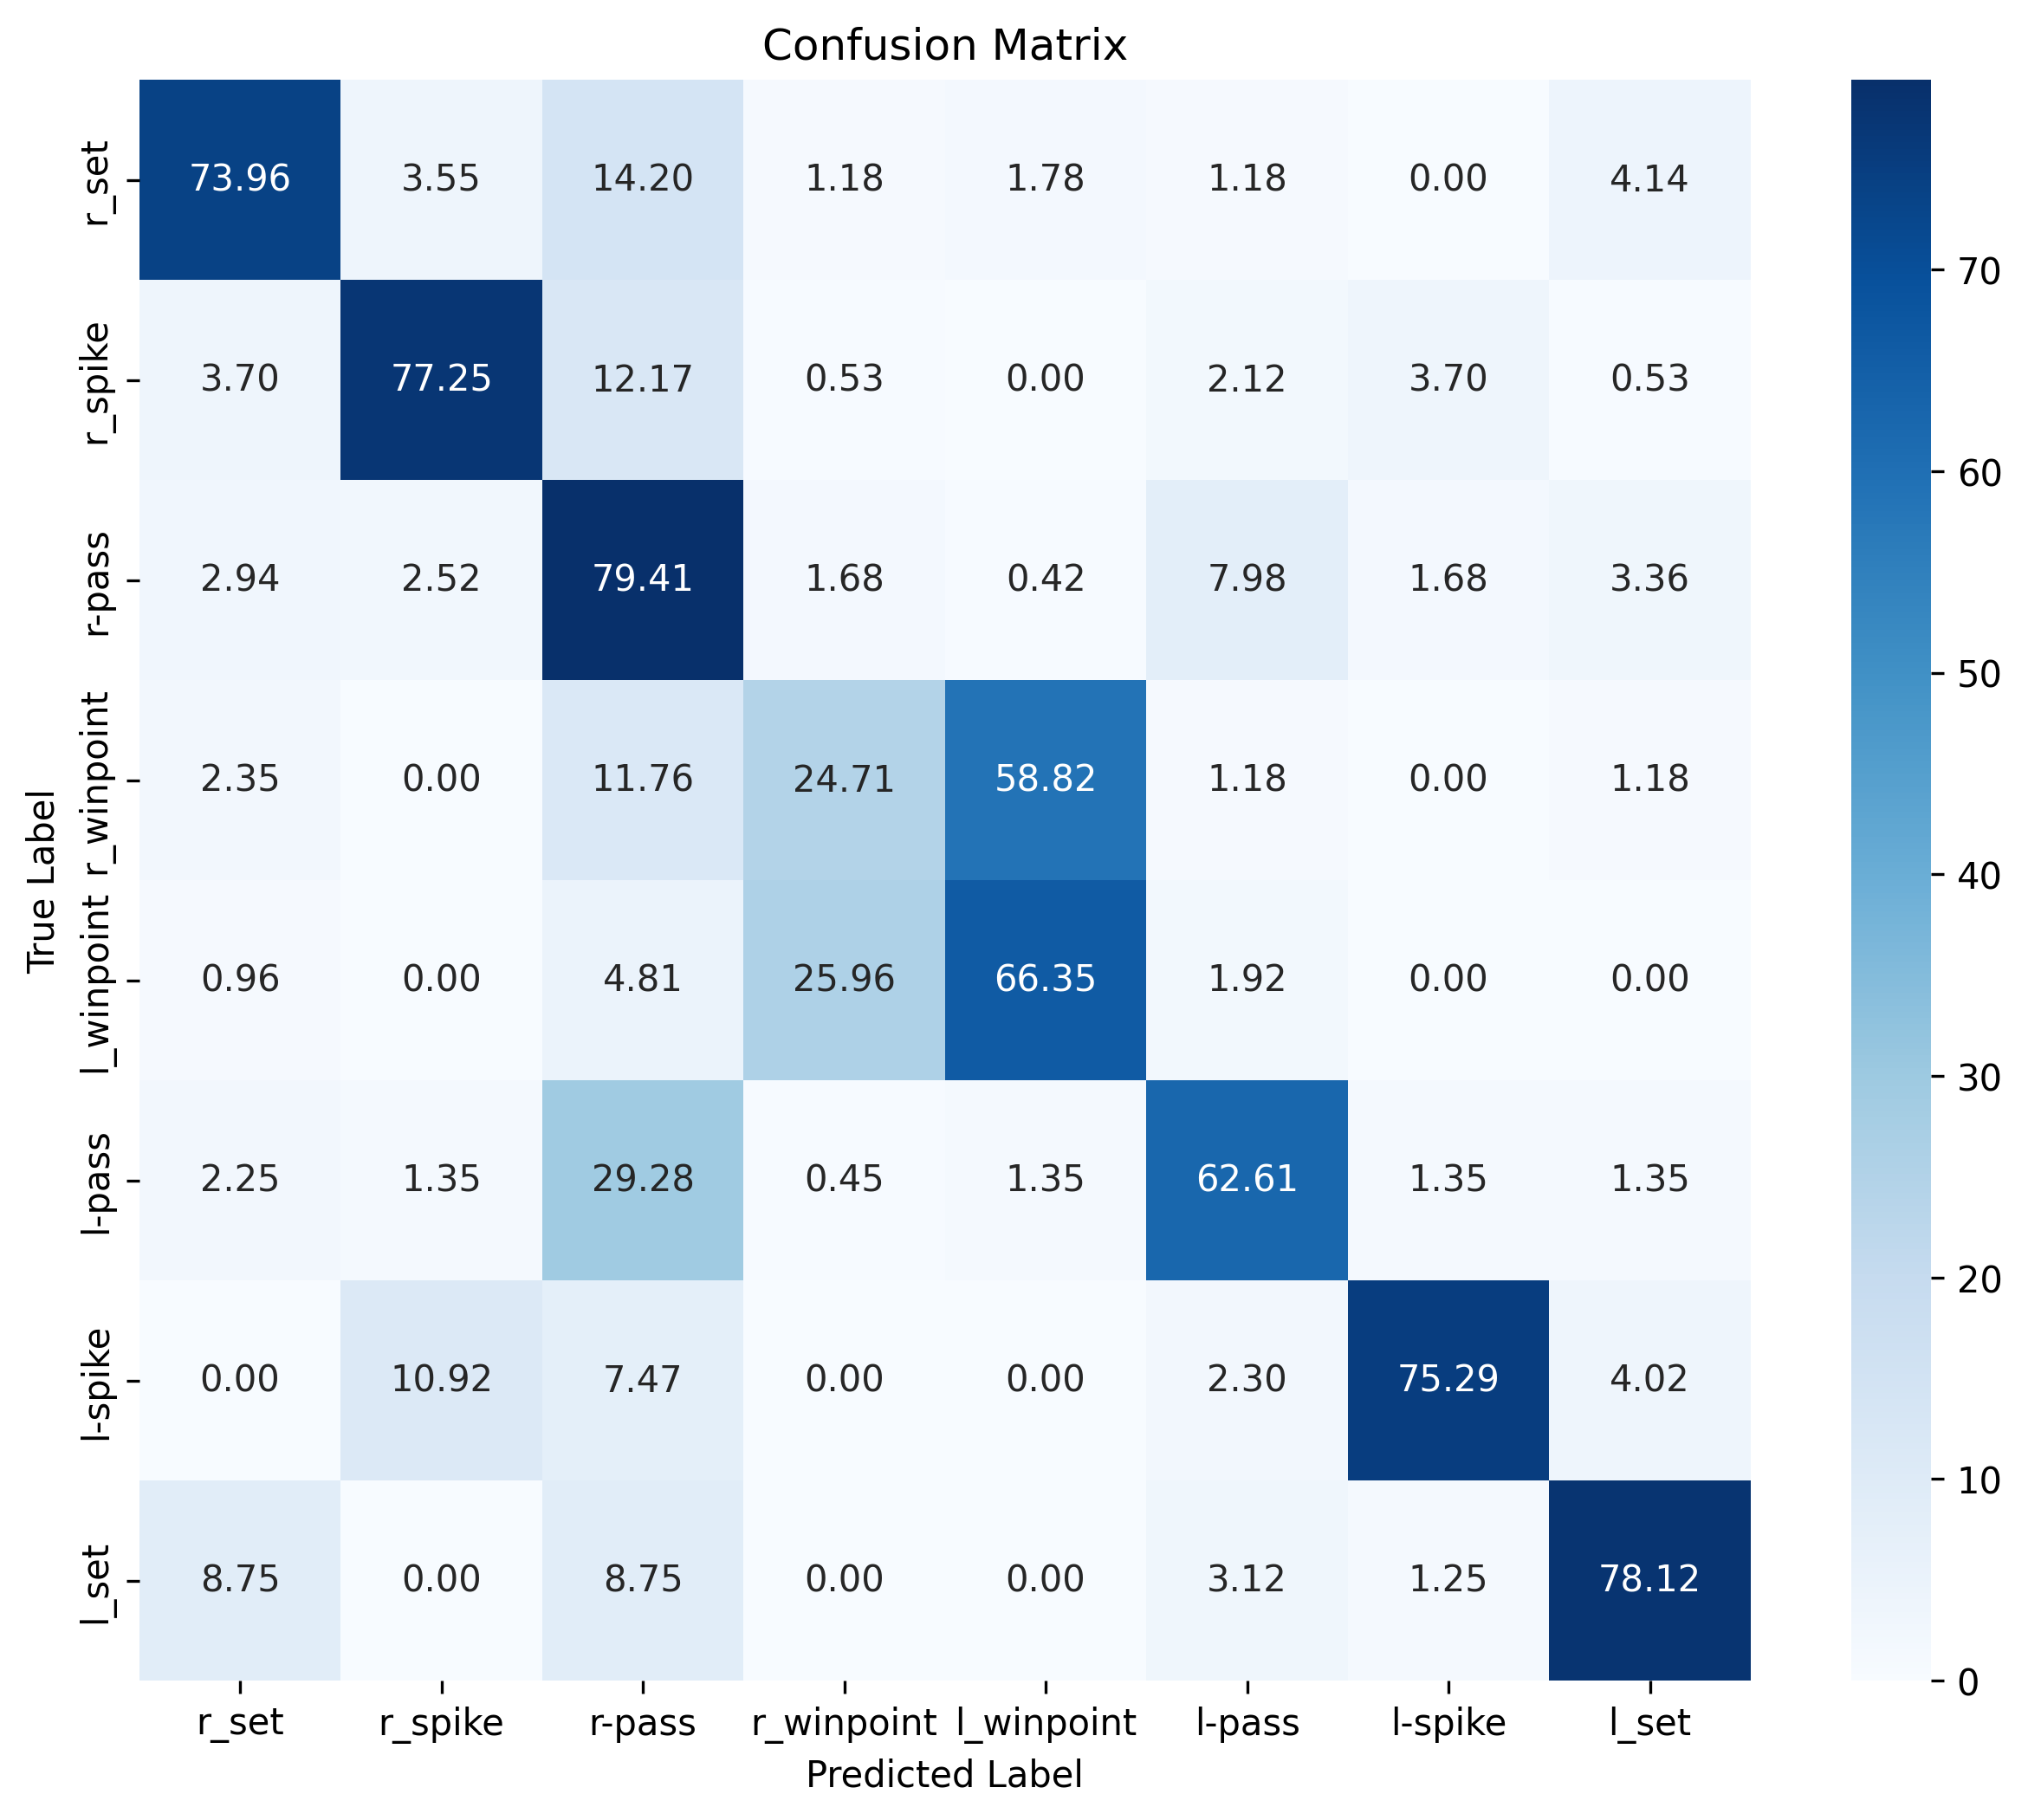 Confusion Matrix
r_set 73.96 3.55 14.20 1.18 1.78 1.18 0.00 4.14
r_spike 3.70 77.25 12.17 0.53 0.00 2.12 3.70 0.53
r-pass 2.94 2.52 79.41 1.68 0.42 7.98 1.68 3.36
r_winpoint 2.35 0.00 11.76 24.71 58.82 1.18 0.00 1.18
l_winpoint 0.96 0.00 4.81 25.96 66.35 1.92 0.00 0.00
l-pass 2.25 1.35 29.28 0.45 1.35 62.61 1.35 1.35
l-spike 0.00 10.92 7.47 0.00 0.00 2.30 75.29 4.02
l_set 8.75 0.00 8.75 0.00 0.00 3.12 1.25 78.12
r_set r_spike r-pass r_winpoint l_winpoint l-pass l-spike l_set
Predicted Label
True Label
70
60
50
40
30
20
10
0